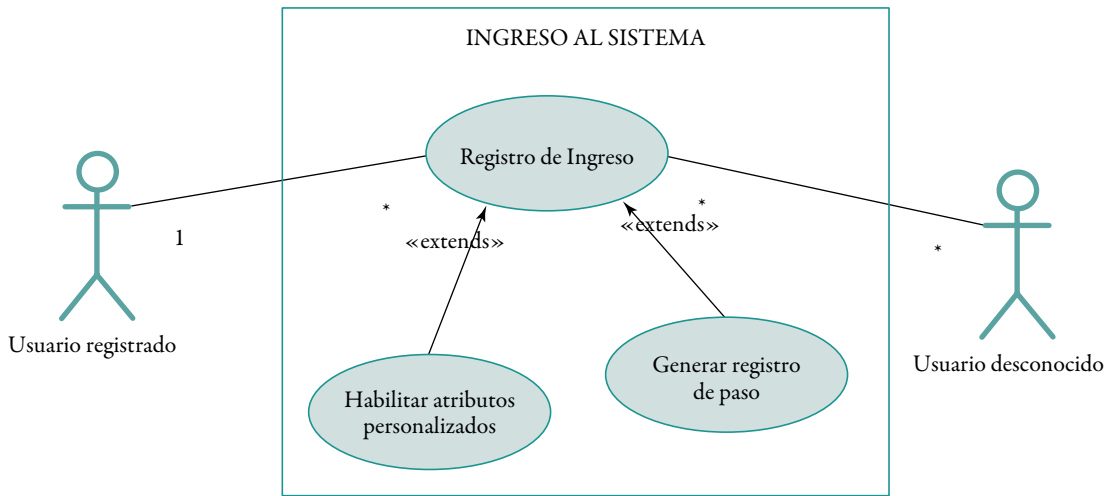 INGRESO AL SISTEMA
Registro de Ingreso
*
*
1
«extends»
«extends»
*
Usuario registrado
Generar registro
de paso
Usuario desconocido
Habilitar atributos
personalizados